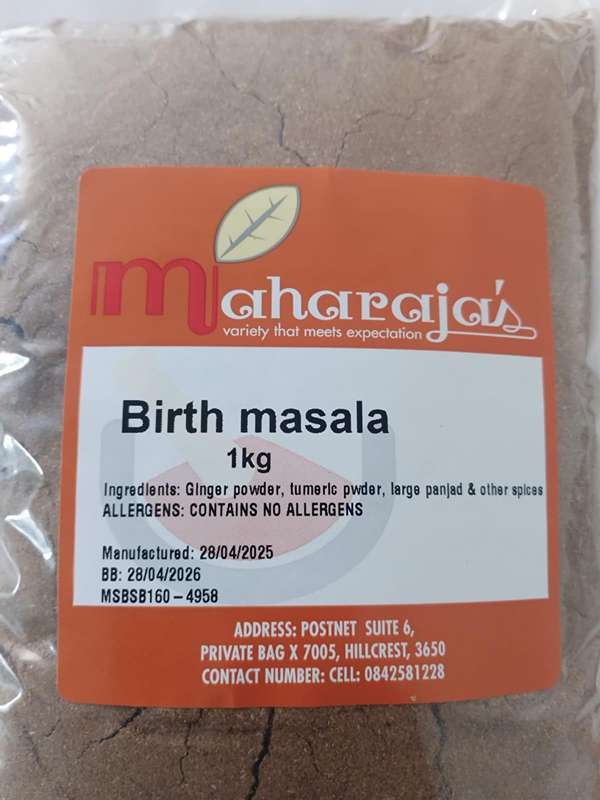 maharaja's
variety that meets expectation
Birth masala
1kg
Ingredients: Ginger powder, tumeric pwder, large panjad & other spices
ALLERGENS: CONTAINS NO ALLERGENS
Manufactured: 28/04/2025
BB: 28/04/2026
MSBSB160 – 4958
ADDRESS: POSTNET SUITE 6,
PRIVATE BAG X 7005, HILLCREST, 3650
CONTACT NUMBER: CELL: 0842581228